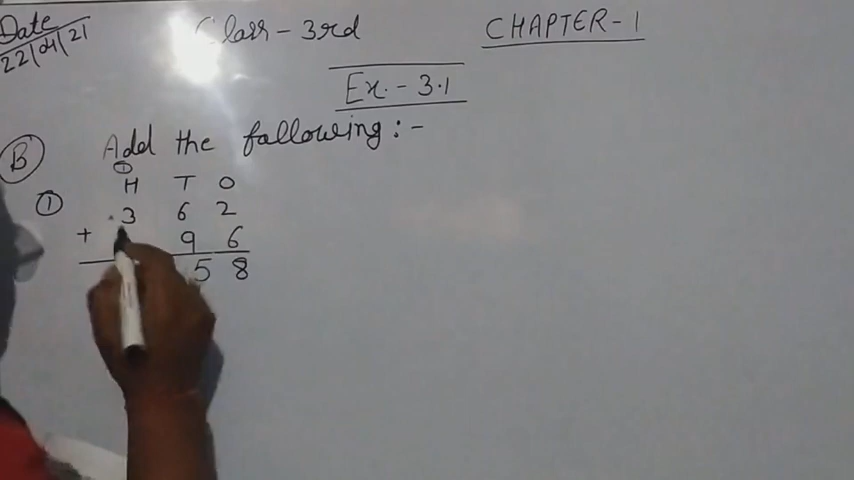 Date
22/04/21
Class - 3rd
CHAPTER - 1
Ex. - 3.1
B Add the fallowing : -
1
H T O
① 3 6 2
+ 9 6
5 8